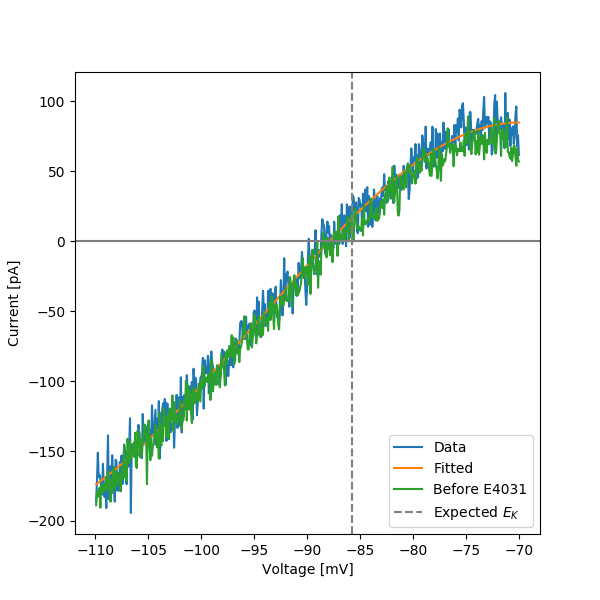 100
50
0
−50
−100
−150
−200
Current [pA]
Data
Fitted
Before E4031
Expected E_K
−110 −105 −100 −95 −90 −85 −80 −75 −70
Voltage [mV]